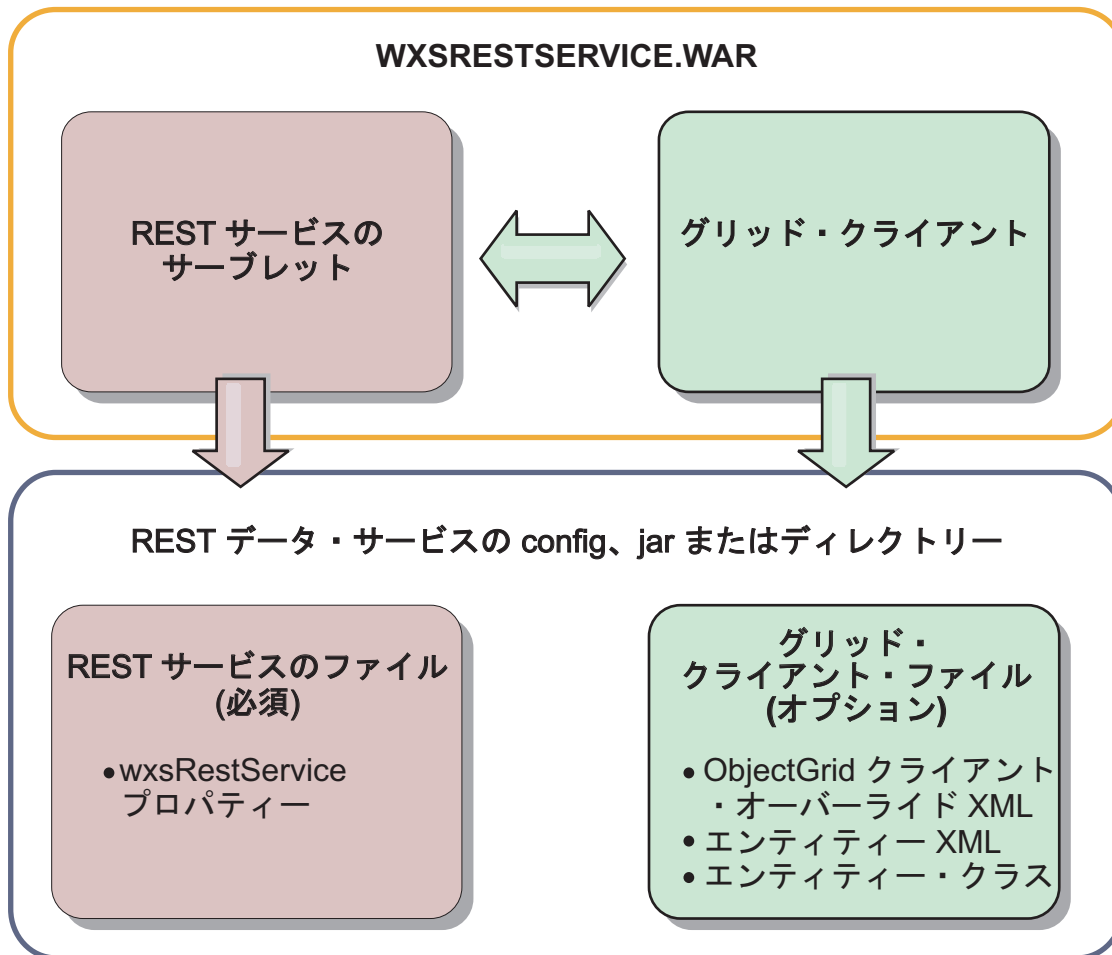 WXSRESTSERVICE.WAR
REST サービスの
サーブレット
グリッド・クライアント
REST データ・サービスの config、jar またはディレクトリー
REST サービスのファイル
(必須)
•wxsRestService
プロパティー
グリッド・
クライアント・ファイル
(オプション)
• ObjectGrid クライアント
・オーバーライド XML
• エンティティー XML
• エンティティー・クラス